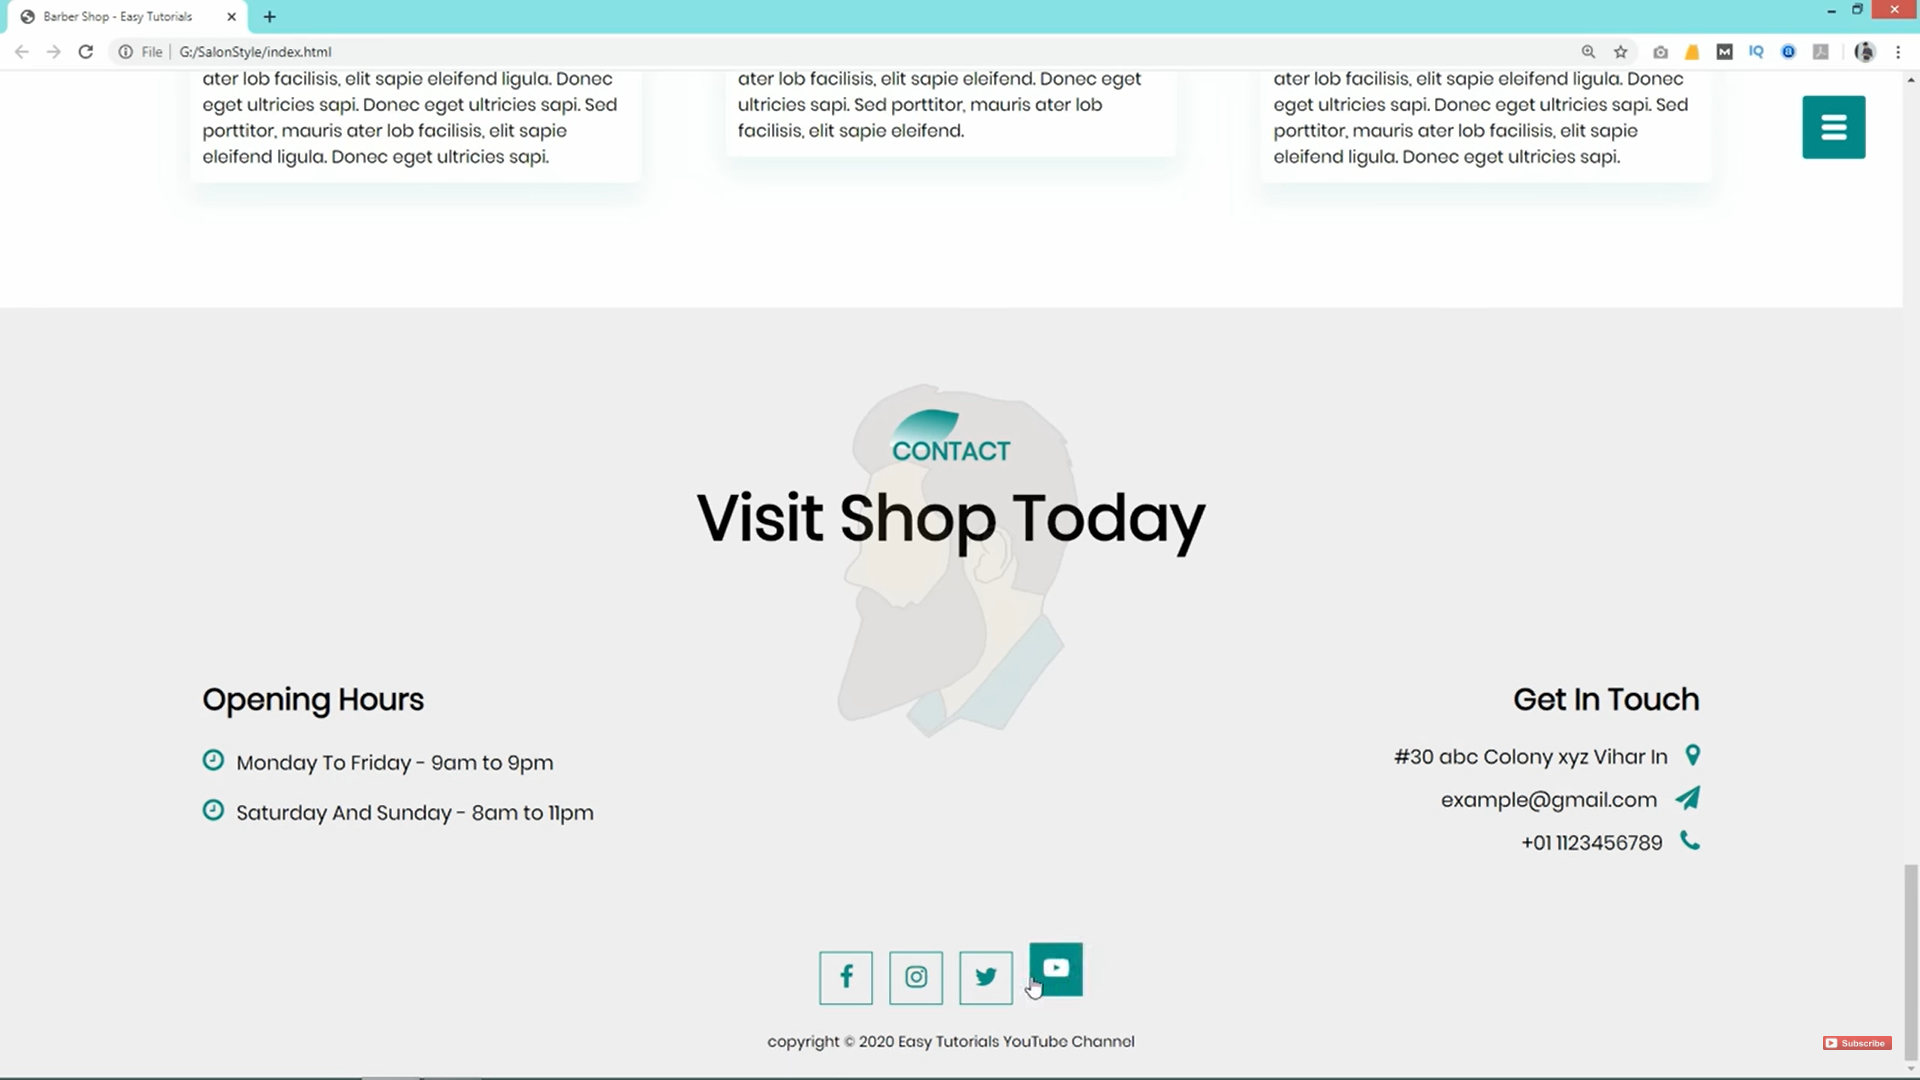 Barber Shop - Easy Tutorials
File | G:/SalonStyle/index.html
ater lob facilisis, elit sapie eleifend ligula. Donec
eget ultricies sapi. Donec eget ultricies sapi. Sed
porttitor, mauris ater lob facilisis, elit sapie
eleifend ligula. Donec eget ultricies sapi.
ater lob facilisis, elit sapie eleifend. Donec eget
ultricies sapi. Sed porttitor, mauris ater lob
facilisis, elit sapie eleifend.
ater lob facilisis, elit sapie eleifend ligula. Donec
eget ultricies sapi. Donec eget ultricies sapi. Sed
porttitor, mauris ater lob facilisis, elit sapie
eleifend ligula. Donec eget ultricies sapi.
CONTACT
Visit Shop Today
Opening Hours
Monday To Friday - 9am to 9pm
Saturday And Sunday - 8am to 11pm
Get In Touch
#30 abc Colony xyz Vihar In
example@gmail.com
+01 1123456789
copyright © 2020 Easy Tutorials YouTube Channel
Subscribe